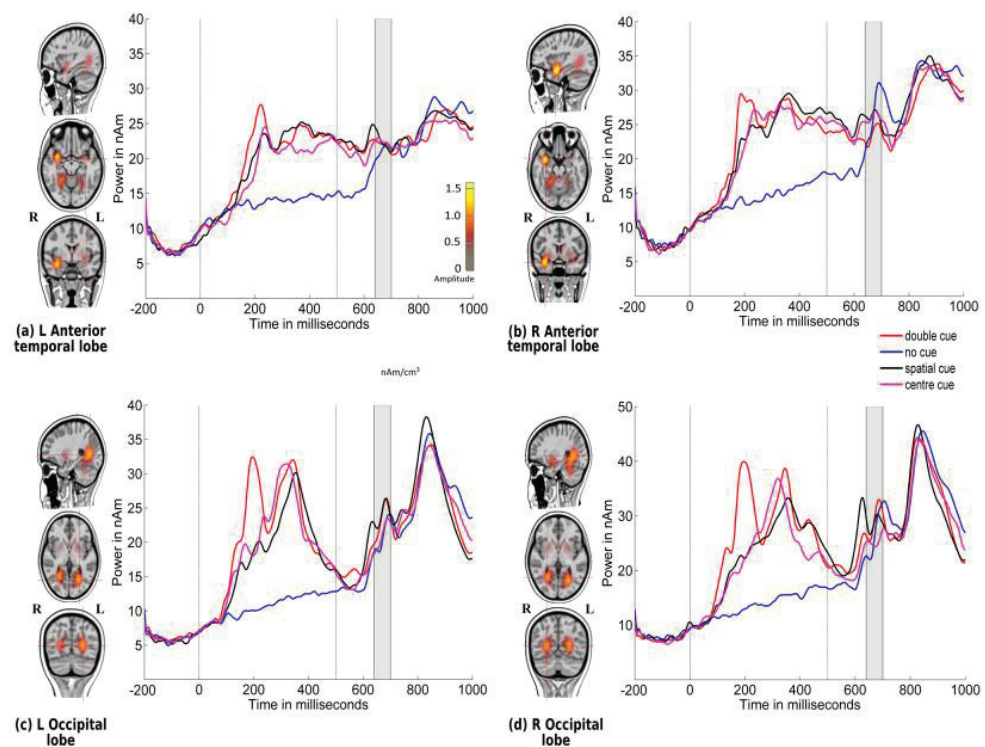 40
35
30
25
20
15
10
5
Power in nAm
-200 0 200 400 600 800 1000
Time in milliseconds
R L
1.5
1.0
0.5
0
Amplitude
(a) L Anterior
temporal lobe
40
35
30
25
20
15
10
5
Power in nAm
-200 0 200 400 600 800 1000
Time in milliseconds
R L
(b) R Anterior
temporal lobe
double cue
no cue
spatial cue
centre cue
nAm/cm³
40
35
30
25
20
15
10
5
Power in nAm
-200 0 200 400 600 800 1000
Time in milliseconds
R L
(c) L Occipital
lobe
50
40
30
20
10
Power in nAm
-200 0 200 400 600 800 1000
Time in milliseconds
R L
(d) R Occipital
lobe